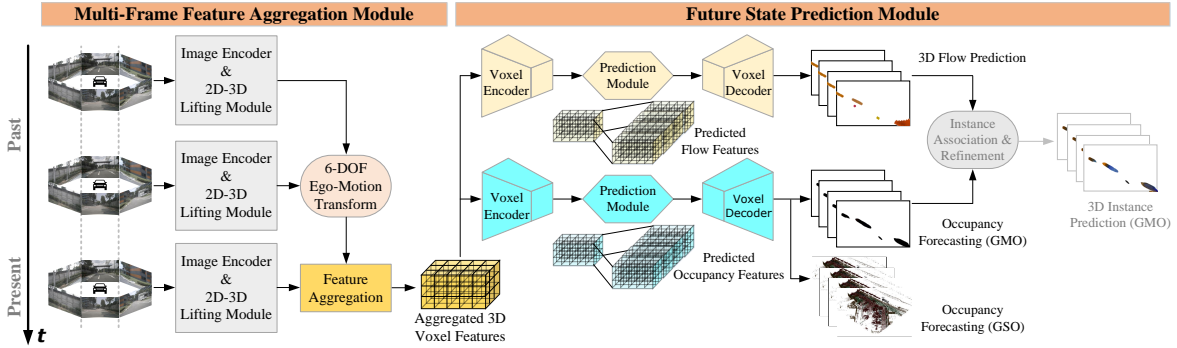 Multi-Frame Feature Aggregation Module
Future State Prediction Module
Past
Present
t
Image Encoder
&
2D-3D
Lifting Module
Image Encoder
&
2D-3D
Lifting Module
Image Encoder
&
2D-3D
Lifting Module
6-DOF
Ego-Motion
Transform
Feature
Aggregation
Aggregated 3D
Voxel Features
Voxel
Encoder
Prediction
Module
Voxel
Decoder
Predicted
Flow Features
3D Flow Prediction
Voxel
Encoder
Prediction
Module
Voxel
Decoder
Predicted
Occupancy Features
Occupancy
Forecasting (GMO)
Occupancy
Forecasting (GSO)
Instance
Association &
Refinement
3D Instance
Prediction (GMO)